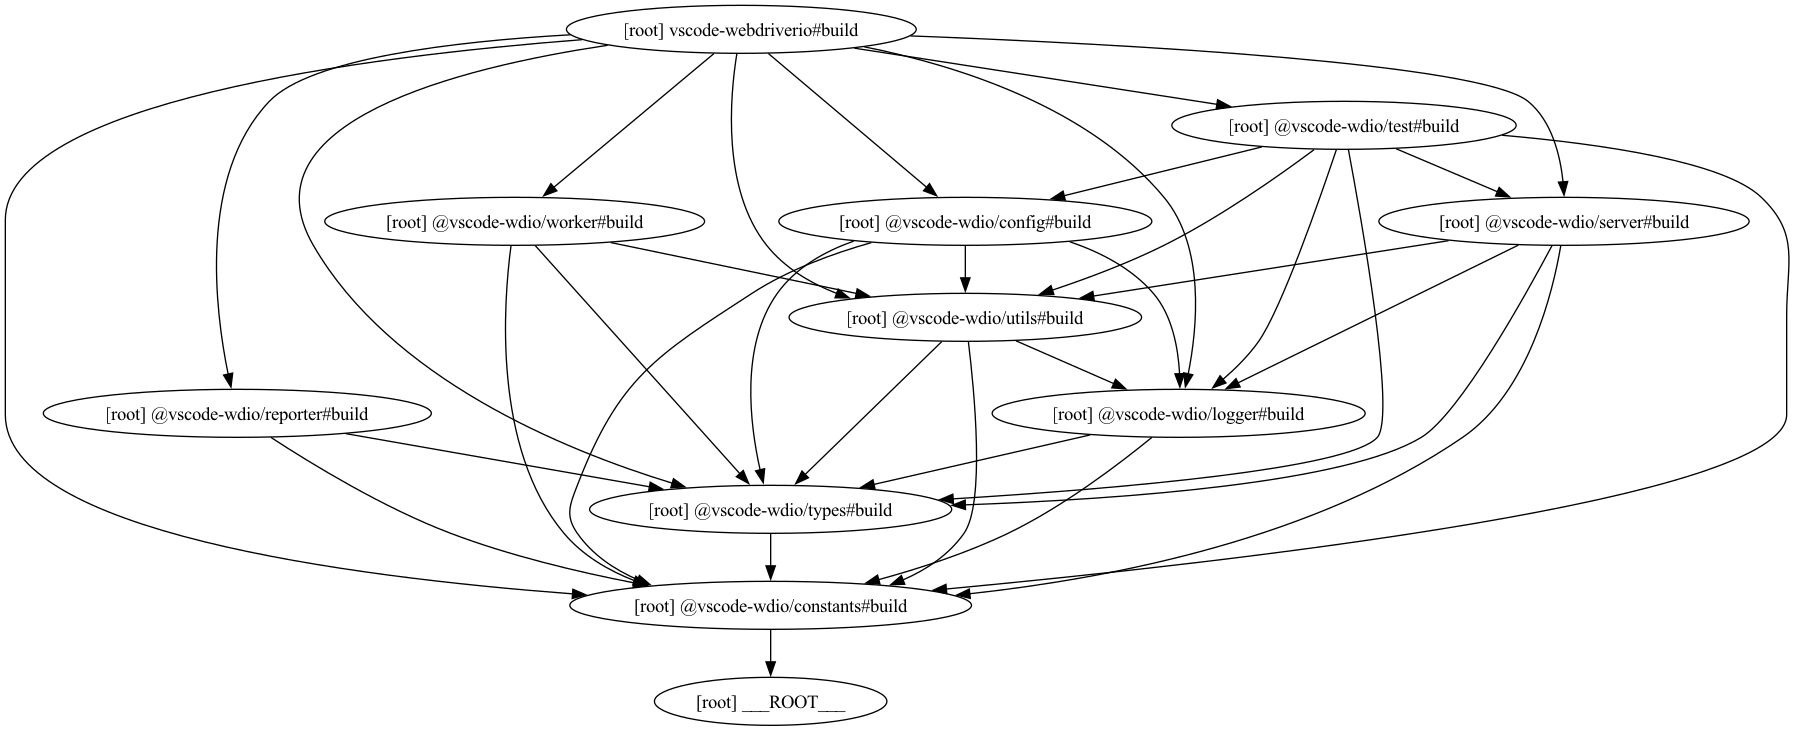 [root] vscode-webdriverio#build
[root] @vscode-wdio/test#build
[root] @vscode-wdio/worker#build
[root] @vscode-wdio/config#build
[root] @vscode-wdio/server#build
[root] @vscode-wdio/utils#build
[root] @vscode-wdio/reporter#build
[root] @vscode-wdio/logger#build
[root] @vscode-wdio/types#build
[root] @vscode-wdio/constants#build
[root] ___ROOT___